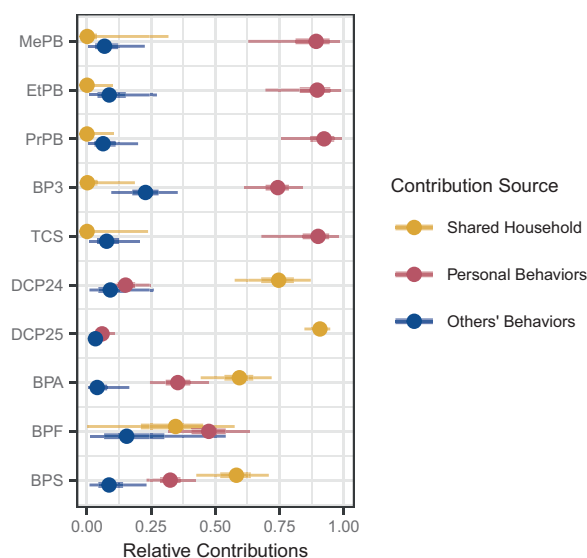 MePB
EtPB
PrPB
BP3
TCS
DCP24
DCP25
BPA
BPF
BPS
0.00 0.25 0.50 0.75 1.00
Relative Contributions
Contribution Source
Shared Household
Personal Behaviors
Others' Behaviors